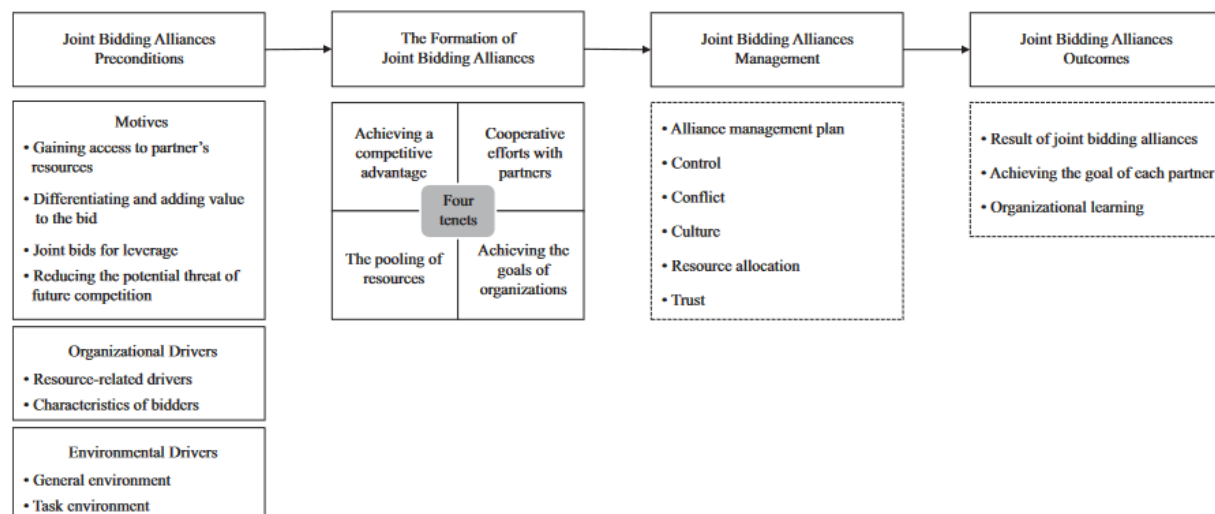 Joint Bidding Alliances
Preconditions
The Formation of
Joint Bidding Alliances
Joint Bidding Alliances
Management
Joint Bidding Alliances
Outcomes
Motives
• Gaining access to partner's
resources
• Differentiating and adding value
to the bid
• Joint bids for leverage
• Reducing the potential threat of
future competition
Organizational Drivers
• Resource-related drivers
• Characteristics of bidders
Environmental Drivers
• General environment
• Task environment
Achieving a
competitive
advantage
Cooperative
efforts with
partners
Four
tenets
The pooling of
resources
Achieving the
goals of
organizations
• Alliance management plan
• Control
• Conflict
• Culture
• Resource allocation
• Trust
• Result of joint bidding alliances
• Achieving the goal of each partner
• Organizational learning